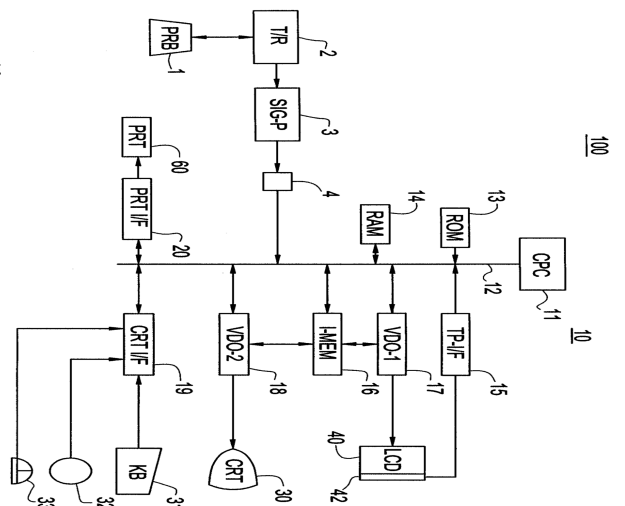 100
10
PRB
1
T/R
2
SIG-P
3
4
PRT
60
PRT I/F
20
RAM
14
ROM
13
CPC
11
12
CRT I/F
19
VDO-2
18
I-MEM
16
VDO-1
17
TP-I/F
15
KB
CRT
30
LCD
40
42